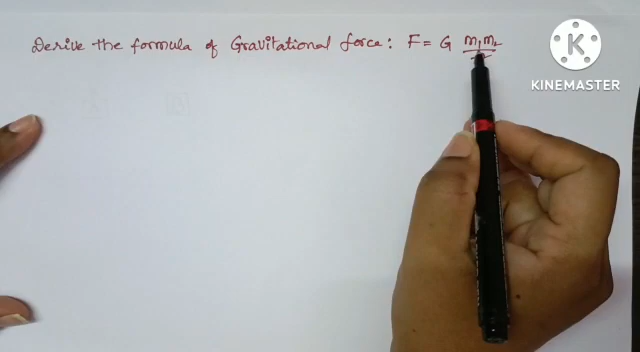 Derive the formula of Gravitational force: F = G m₁m₂
K
KINEMASTER